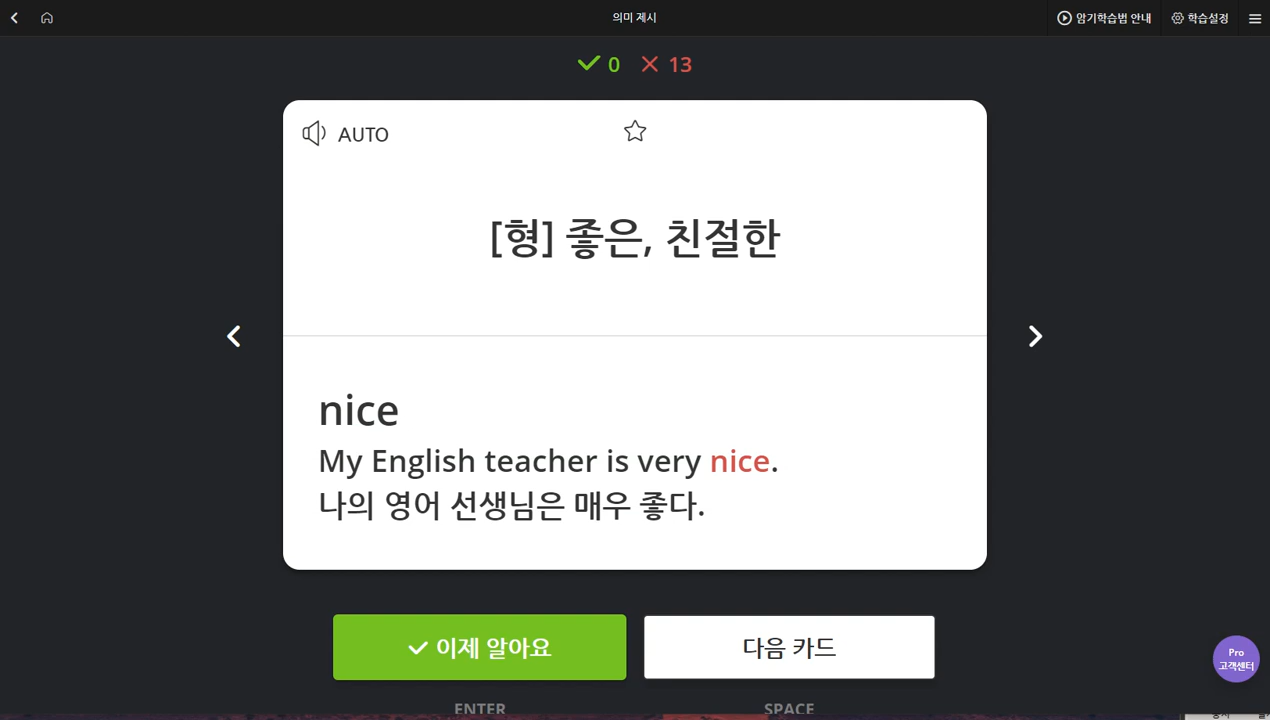 의미 제시
암기학습법 안내
학습설정
0
13
AUTO
[형] 좋은, 친절한
nice
My English teacher is very nice.
나의 영어 선생님은 매우 좋다.
이제 알아요
다음 카드
ENTER
SPACE
Pro
고객센터